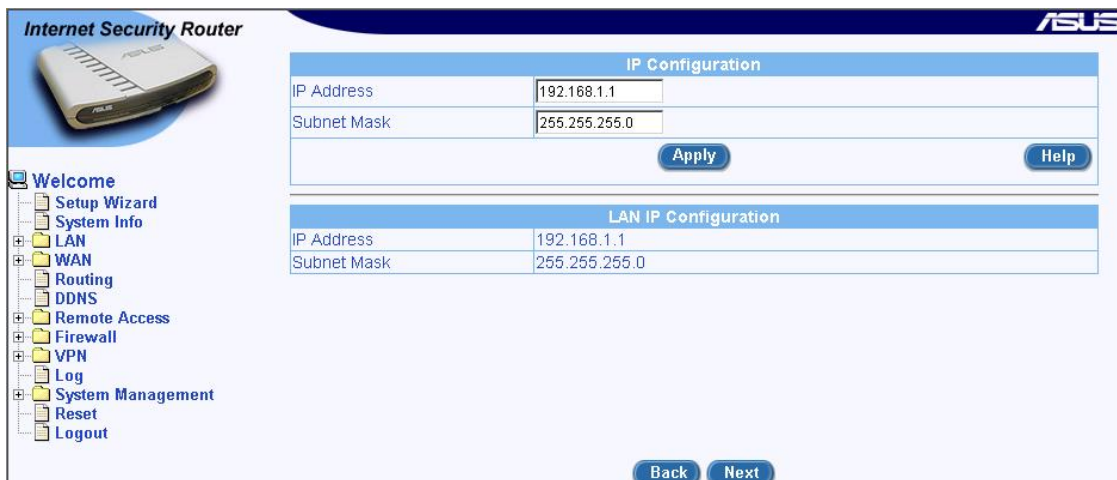 Internet Security Router
ASUS
IP Configuration
IP Address 192.168.1.1
Subnet Mask 255.255.255.0
Apply Help
Welcome
Setup Wizard
System Info
LAN
WAN
Routing
DDNS
Remote Access
Firewall
VPN
Log
System Management
Reset
Logout
LAN IP Configuration
IP Address 192.168.1.1
Subnet Mask 255.255.255.0
Back Next